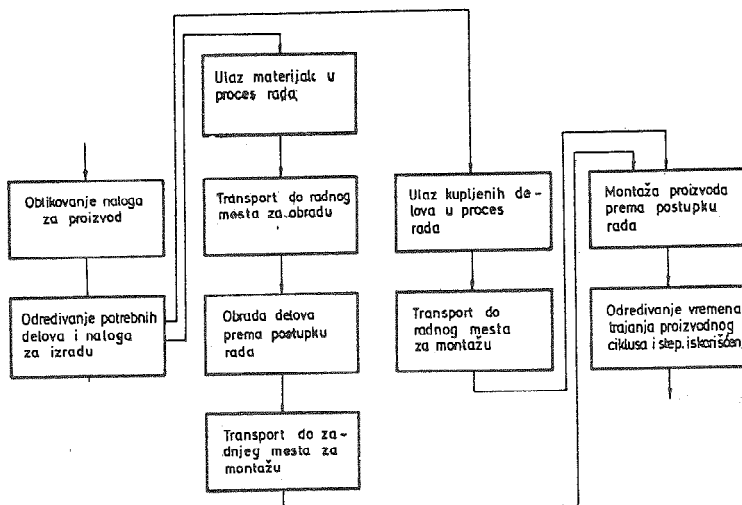 Oblikovanje naloga
za proizvod
Određivanje potrebnih
delova i naloga
za izradu
Ulaz materijala u
proces rada
Transport do radnog
mesta za obradu
Obrada delova
prema postupku
rada
Transport do za-
dnjeg mesta za
montažu
Ulaz kupljenih de-
lova u proces
rada
Transport do
radnog mesta
za montažu
Montaža proizvoda
prema postupku
rada
Određivanje vremena
trajanja proizvodnog
ciklusa i step. iskorišćen